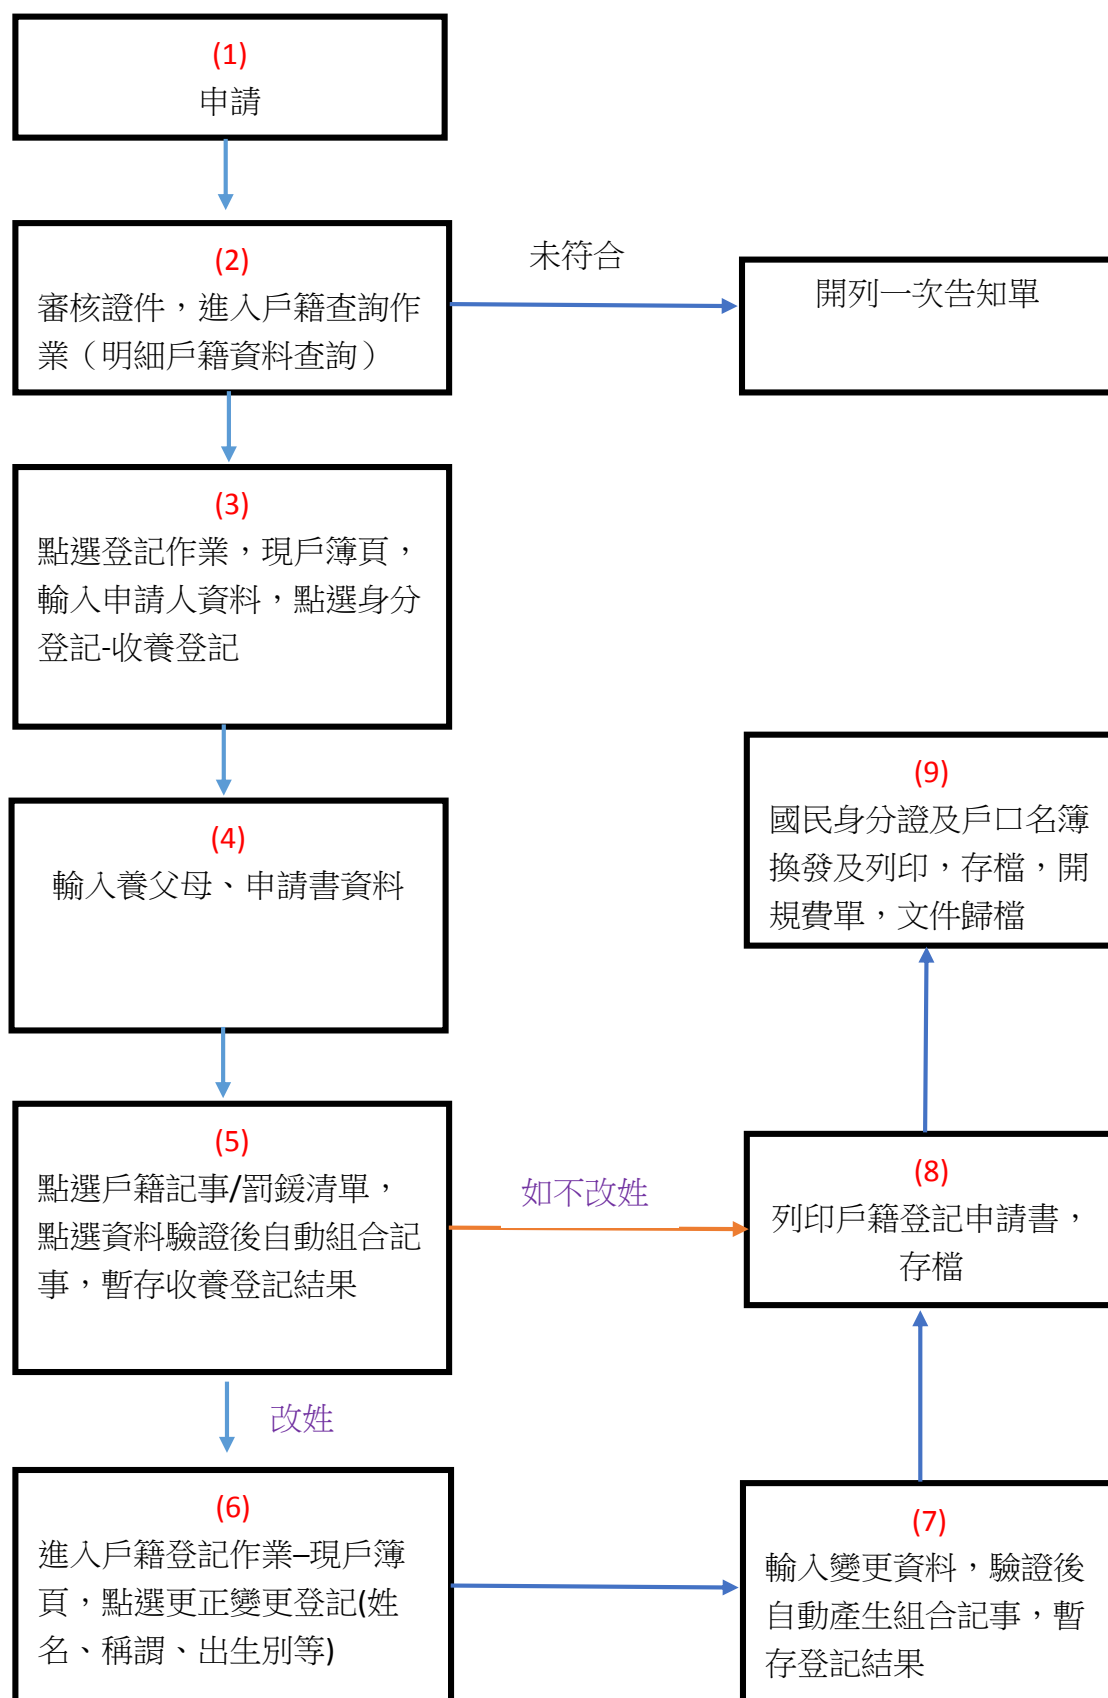 (1)
申請
(2)
審核證件，進入戶籍查詢作
業（明細戶籍資料查詢）
未符合
開列一次告知單
(3)
點選登記作業，現戶簿頁，
輸入申請人資料，點選身分
登記-收養登記
(4)
輸入養父母、申請書資料
(5)
點選戶籍記事/罰鍰清單，
點選資料驗證後自動組合記
事，暫存收養登記結果
如不改姓
改姓
(6)
進入戶籍登記作業–現戶簿
頁，點選更正變更登記(姓
名、稱謂、出生別等)
(7)
輸入變更資料，驗證後
自動產生組合記事，暫
存登記結果
(8)
列印戶籍登記申請書，
存檔
(9)
國民身分證及戶口名簿
換發及列印，存檔，開
規費單，文件歸檔